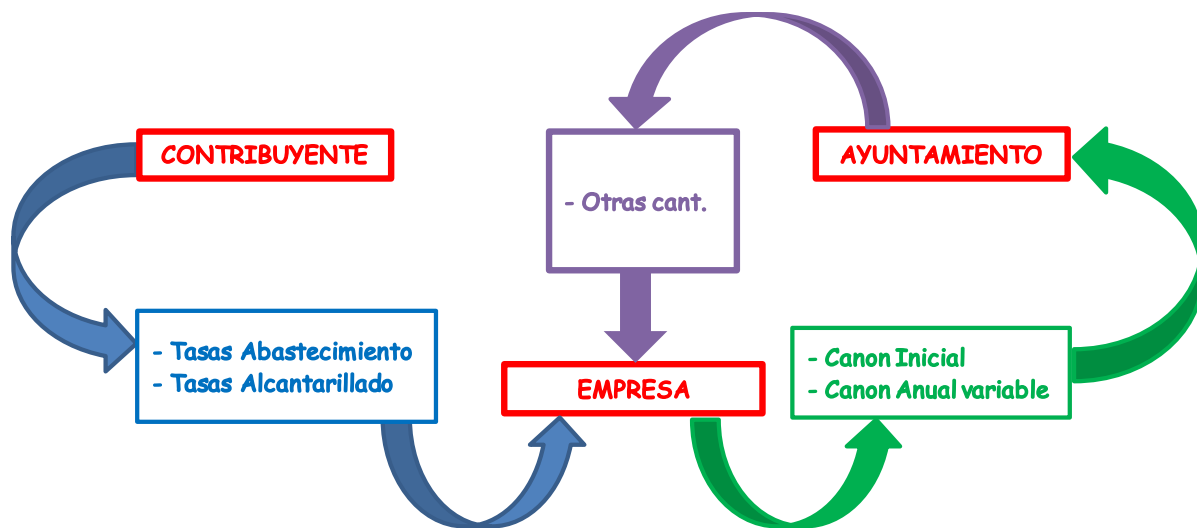 CONTRIBUYENTE
AYUNTAMIENTO
- Otras cant.
- Tasas Abastecimiento
- Tasas Alcantarillado
EMPRESA
- Canon Inicial
- Canon Anual variable